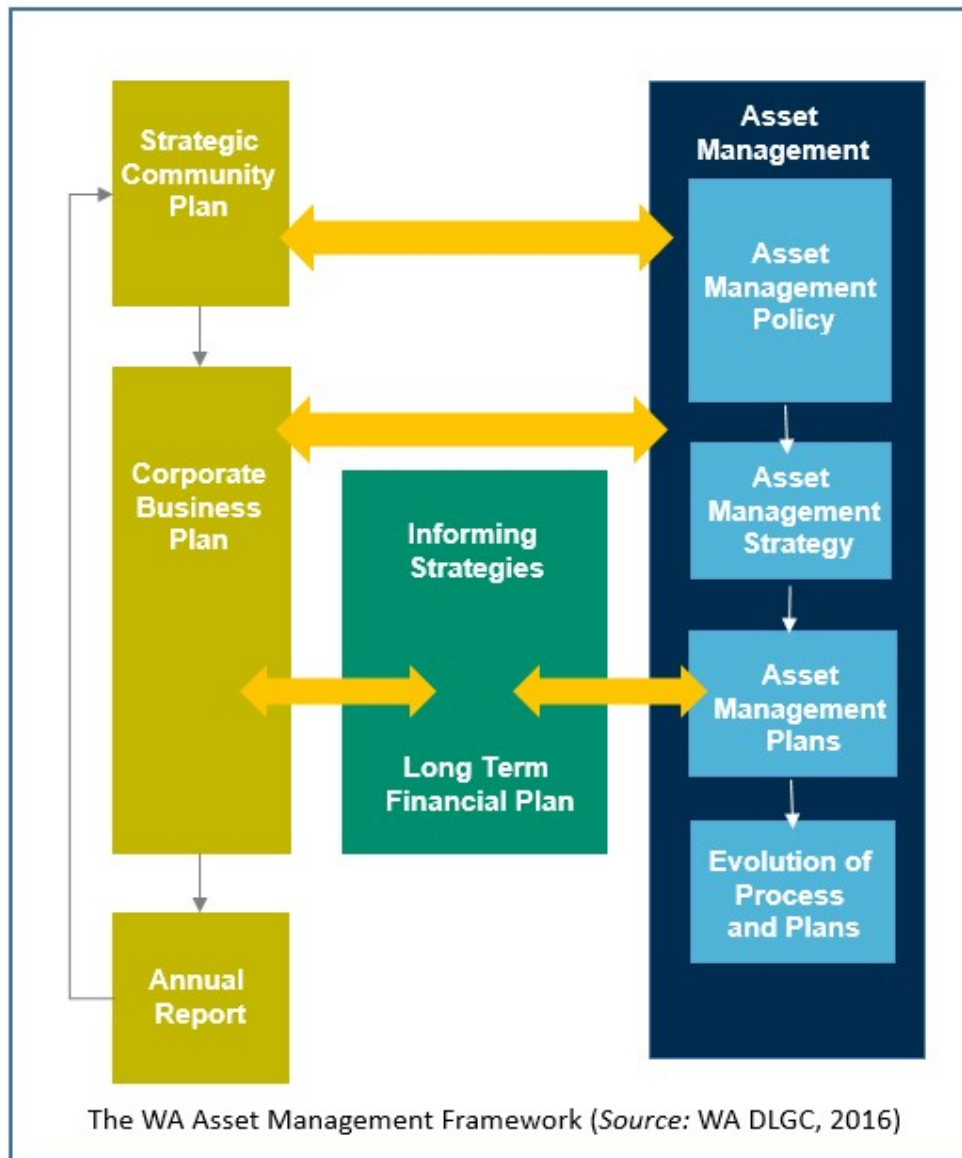 Strategic
Community
Plan
Corporate
Business
Plan
Annual
Report
Informing
Strategies
Long Term
Financial Plan
Asset
Management
Asset
Management
Policy
Asset
Management
Strategy
Asset
Management
Plans
Evolution of
Process
and Plans
The WA Asset Management Framework (Source: WA DLGC, 2016)